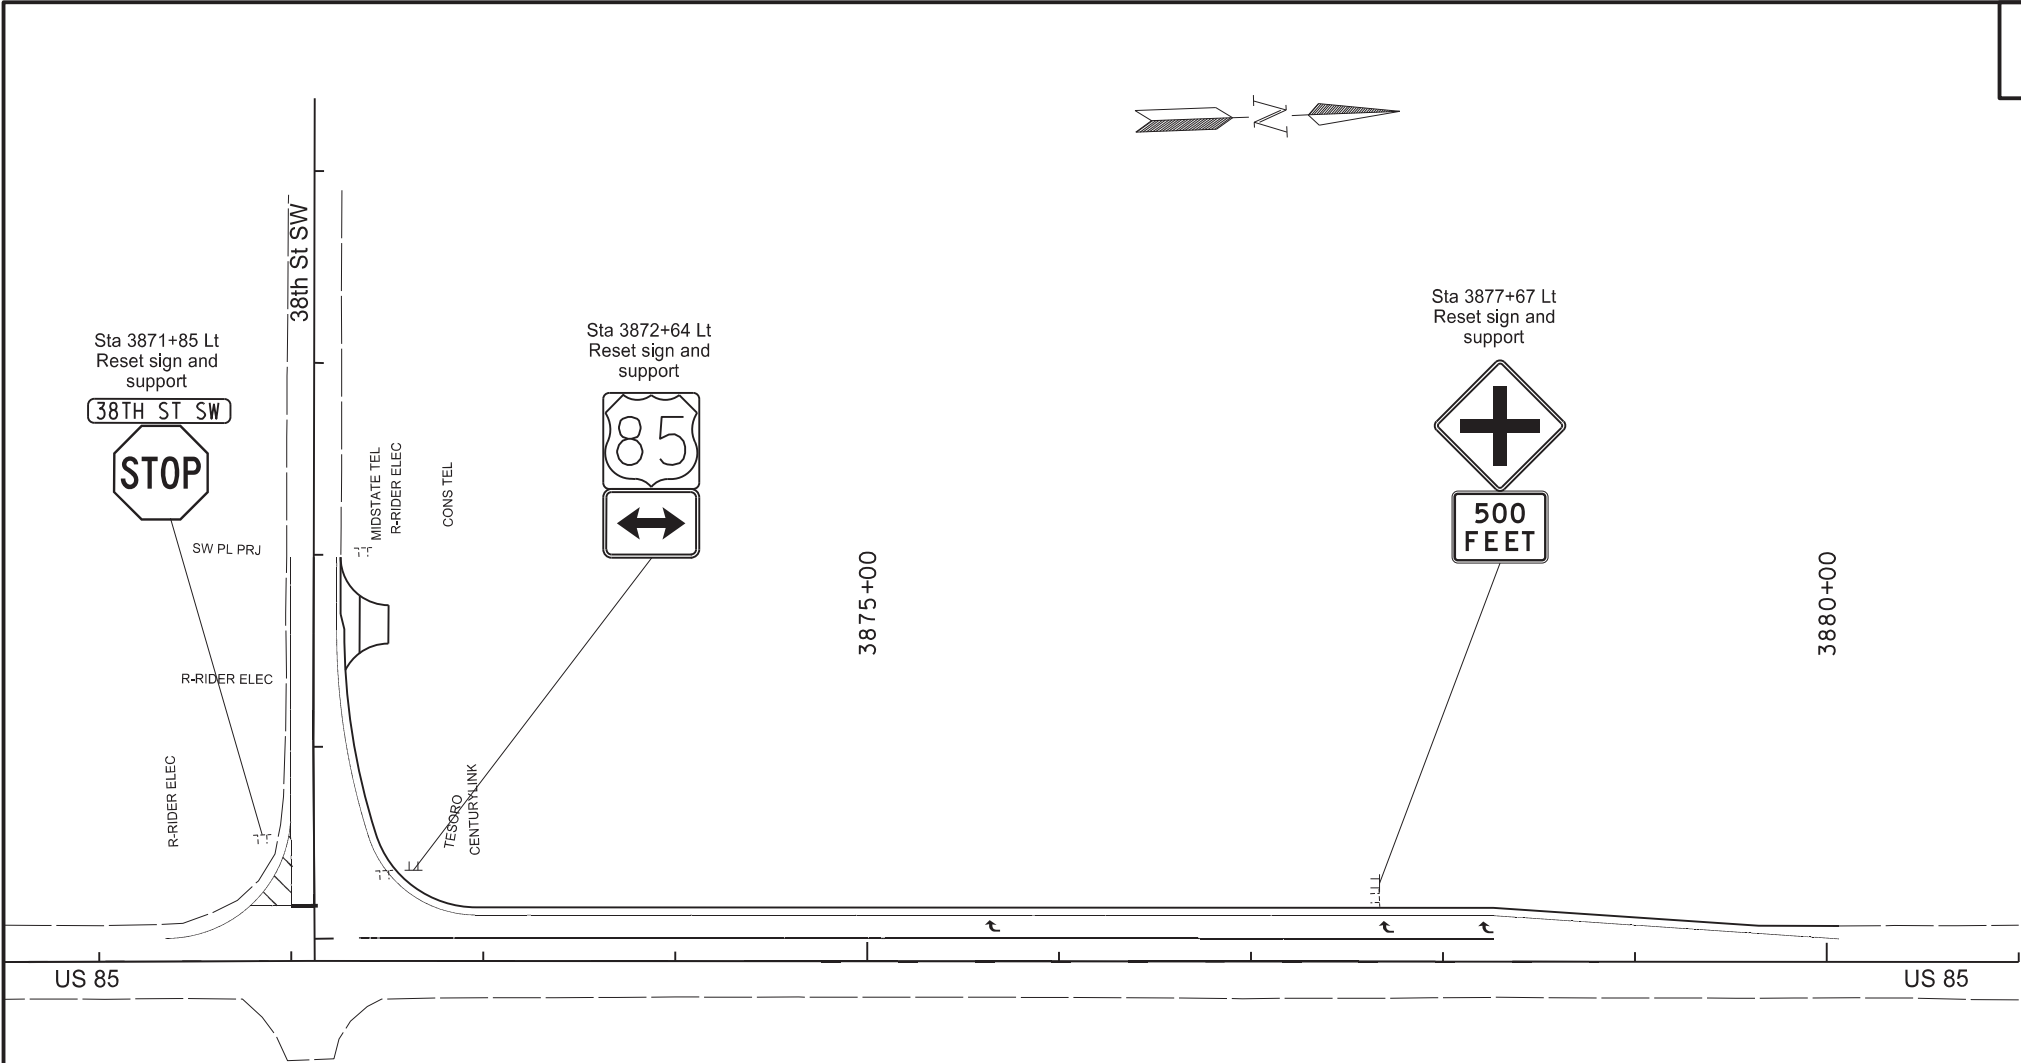 N
38th St SW
Sta 3871+85 Lt
Reset sign and
support
38TH ST SW
STOP
Sta 3872+64 Lt
Reset sign and
support
85
Sta 3877+67 Lt
Reset sign and
support
500
FEET
MIDSTATE TEL
R-RIDER ELEC
CONS TEL
SW PL PRJ
R-RIDER ELEC
R-RIDER ELEC
TESORO
CENTURYLINK
3875+00
3880+00
US 85
US 85